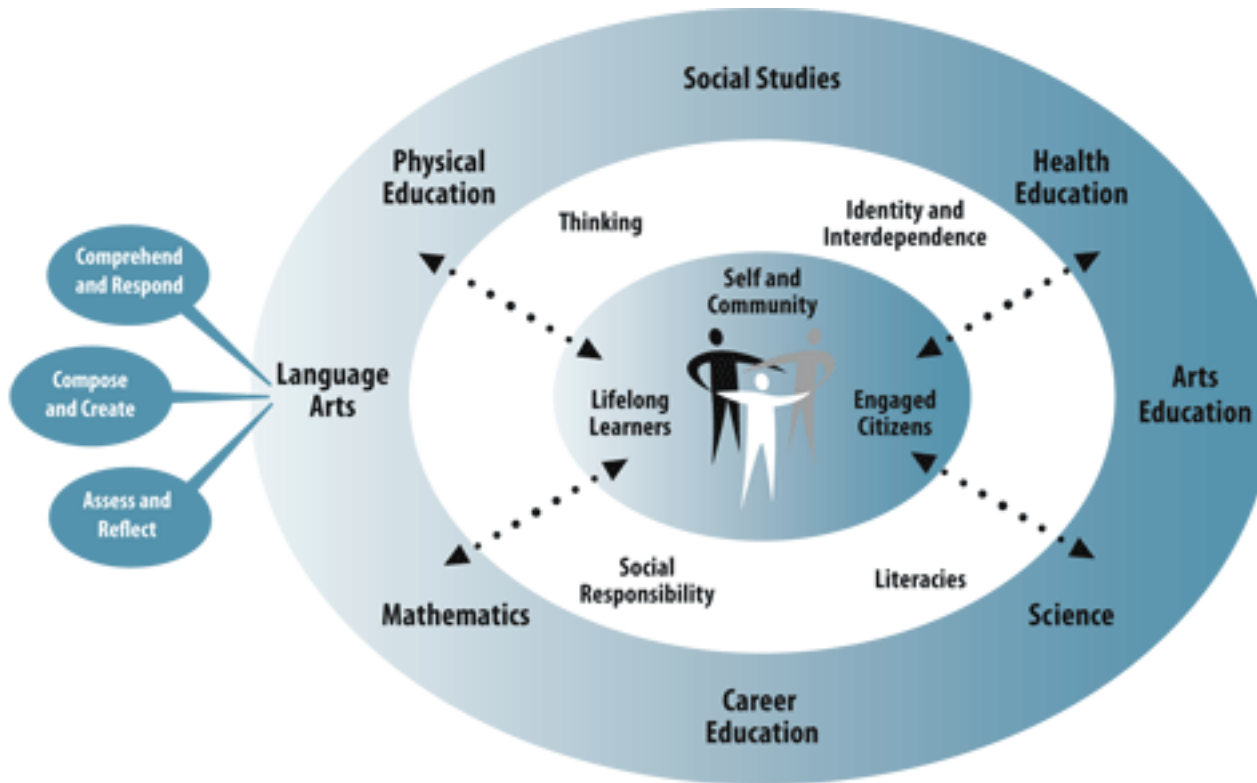 Social Studies
Physical
Education
Health
Education
Thinking
Identity and
Interdependence
Comprehend
and Respond
Self and
Community
Language
Arts
Compose
and Create
Lifelong
Learners
Engaged
Citizens
Arts
Education
Assess and
Reflect
Social
Responsibility
Literacies
Mathematics
Science
Career
Education